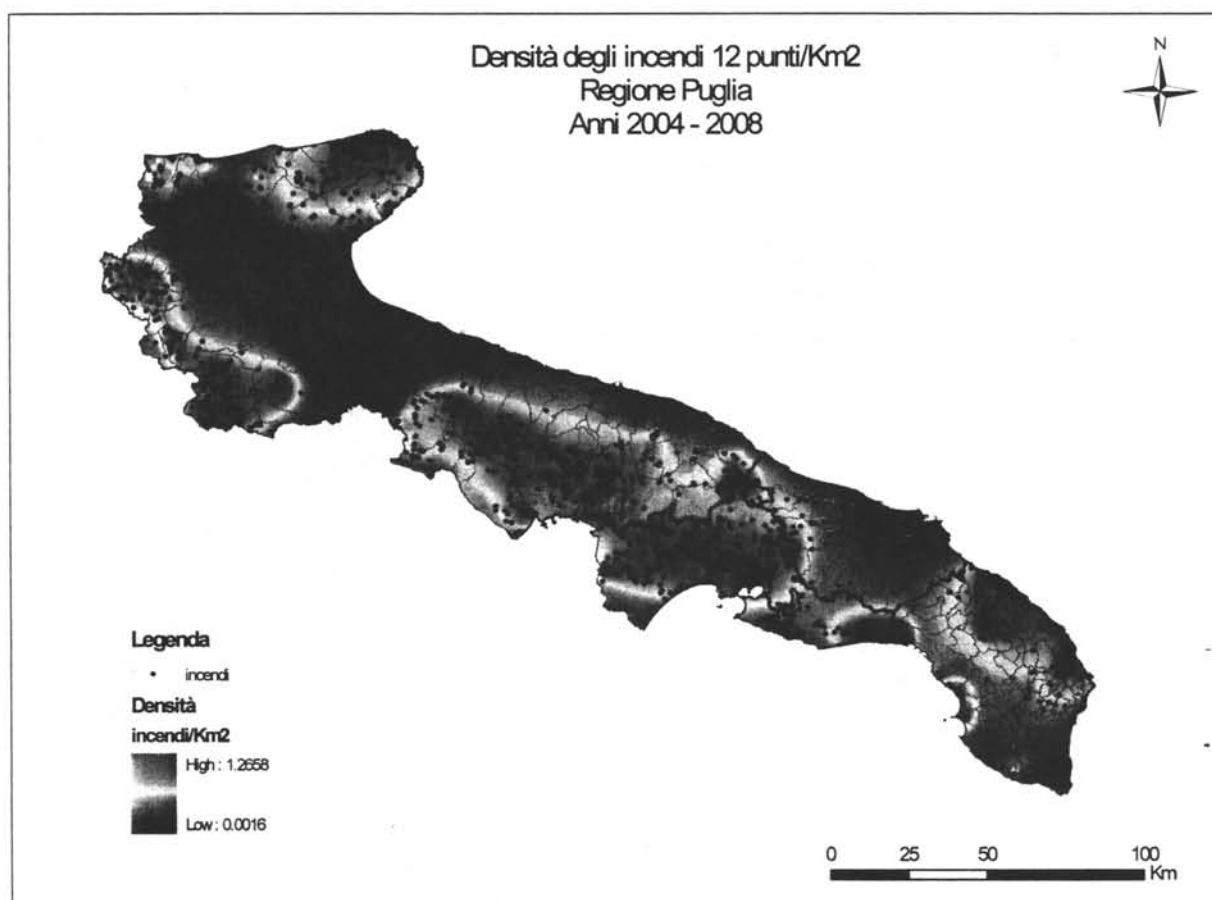 Densità degli incendi 12 punti/Km2
Regione Puglia
Anni 2004 - 2008
N
Legenda
incendi
Densità
incendi/Km2
High : 1.2658
Low : 0.0016
0 25 50 100
Km